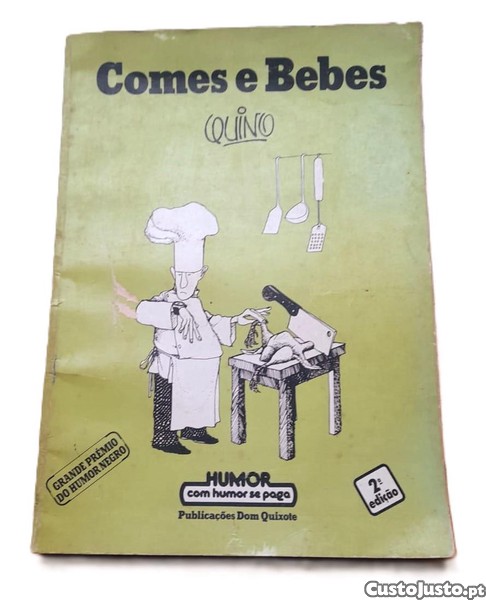 Comes e Bebes
QUINO
GRANDE PRÉMIO
DO HUMOR NEGRO
HUMOR
com humor se paga
Publicações Dom Quixote
2ª
edição
CustoJusto.pt